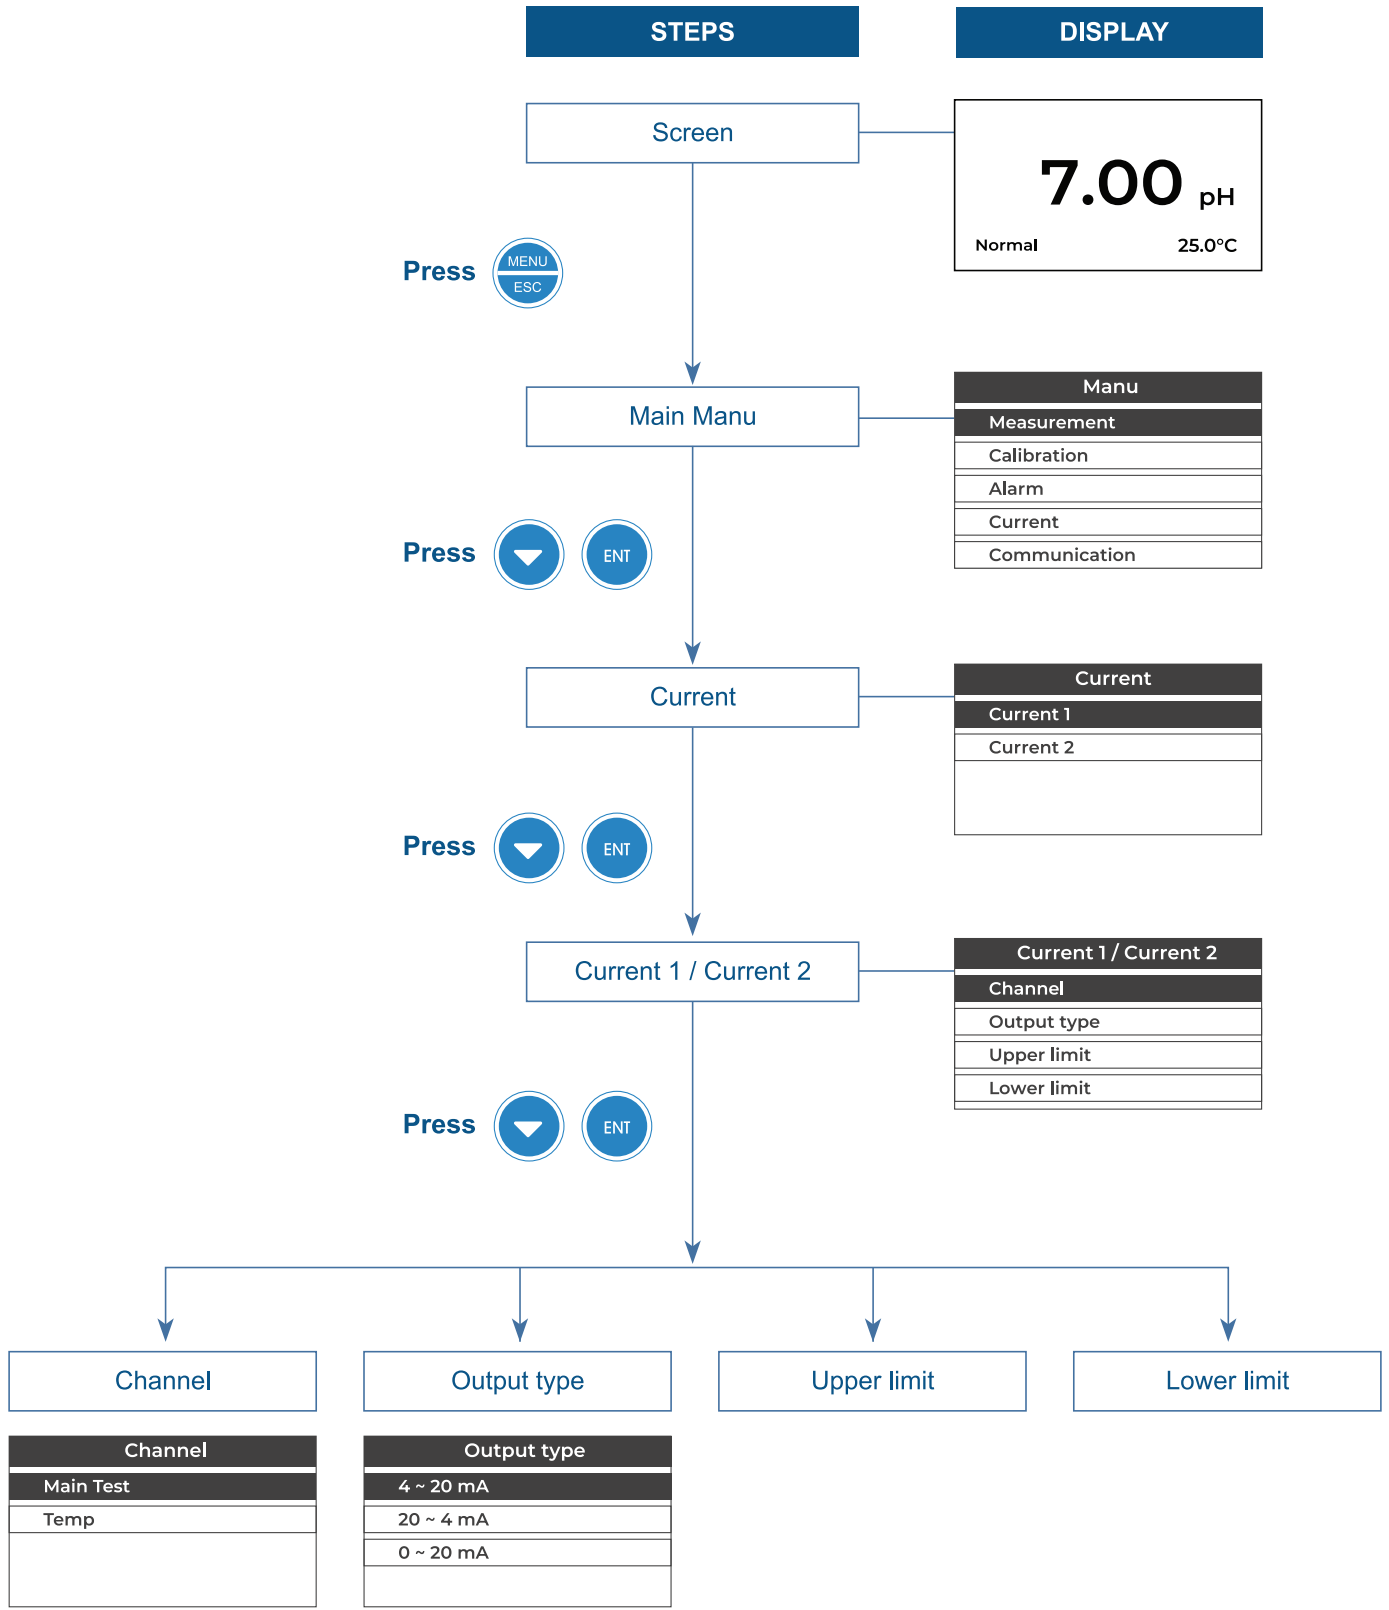 STEPS
DISPLAY
Screen
7.00 pH
Normal 25.0°C
Press MENU
ESC
Main Manu
Manu
Measurement
Calibration
Alarm
Current
Communication
Press ENT
Current
Current
Current 1
Current 2
Press ENT
Current 1 / Current 2
Current 1 / Current 2
Channel
Output type
Upper limit
Lower limit
Press ENT
Channel
Output type
Upper limit
Lower limit
Channel
Main Test
Temp
Output type
4 ~ 20 mA
20 ~ 4 mA
0 ~ 20 mA